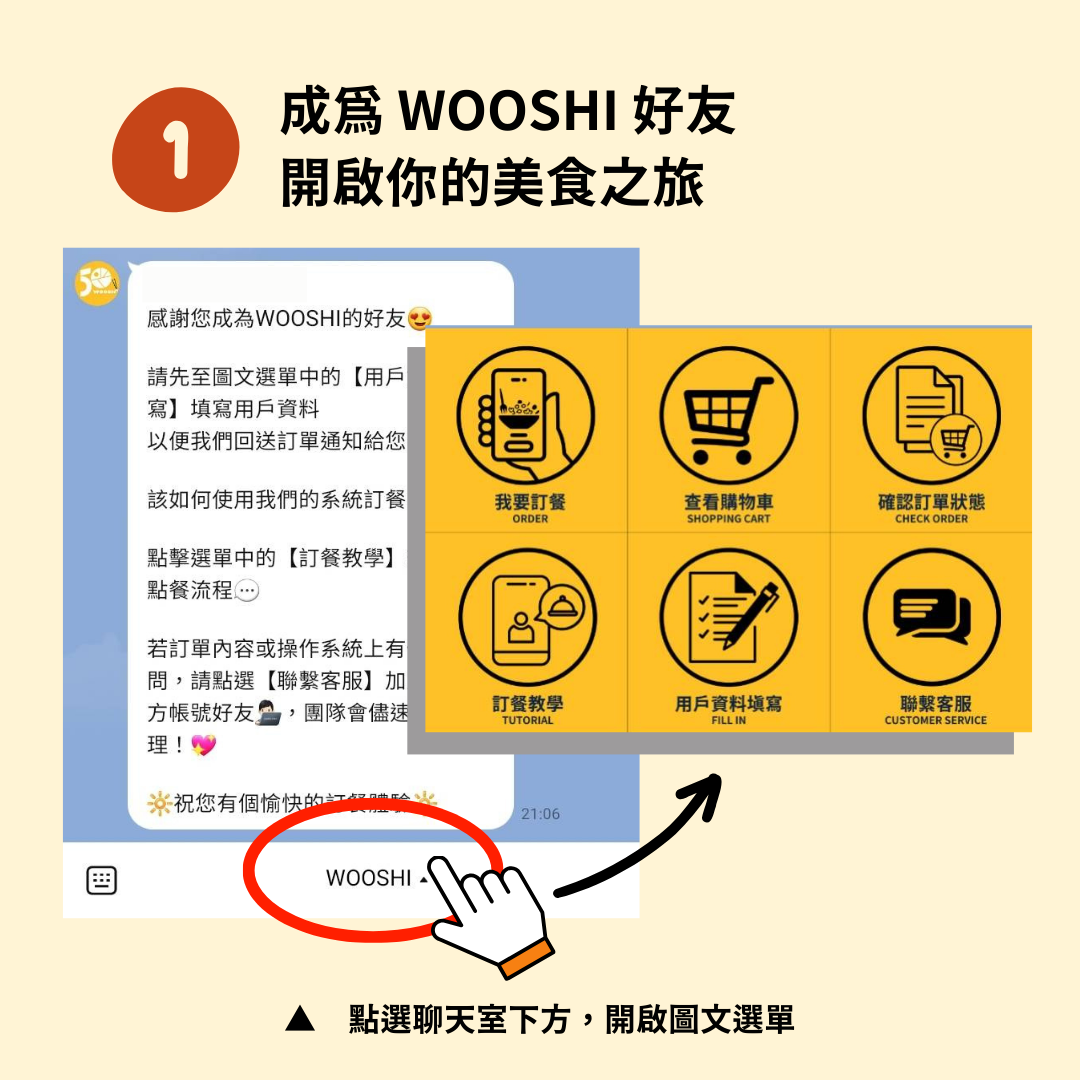 1
成爲 WOOSHI 好友
開啟你的美食之旅
50
感謝您成為WOOSHI的好友😍
請先至圖文選單中的【用戶
寫】填寫用戶資料
以便我們回送訂單通知給您
該如何使用我們的系統訂餐
點擊選單中的【訂餐教學】
點餐流程💬
若訂單內容或操作系統上有
問，請點選【聯繫客服】加
方帳號好友🧑🏻‍💻，團隊會儘速
理！💖
🔆祝您有個愉快的訂餐體驗🔆
21:06
WOOSHI ▲
我要訂餐
ORDER
查看購物車
SHOPPING CART
確認訂單狀態
CHECK ORDER
訂餐教學
TUTORIAL
用戶資料填寫
FILL IN
聯繫客服
CUSTOMER SERVICE
▲ 點選聊天室下方，開啟圖文選單